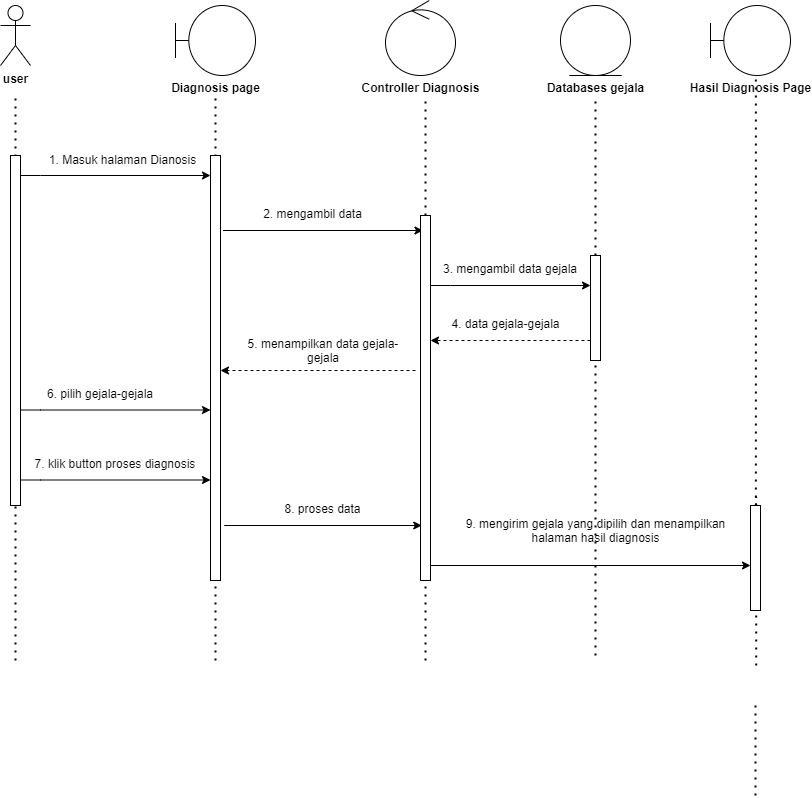 user
Diagnosis page
Controller Diagnosis
Databases gejala
Hasil Diagnosis Page
1. Masuk halaman Dianosis
2. mengambil data
3. mengambil data gejala
4. data gejala-gejala
5. menampilkan data gejala-
gejala
6. pilih gejala-gejala
7. klik button proses diagnosis
8. proses data
9. mengirim gejala yang dipilih dan menampilkan
halaman hasil diagnosis